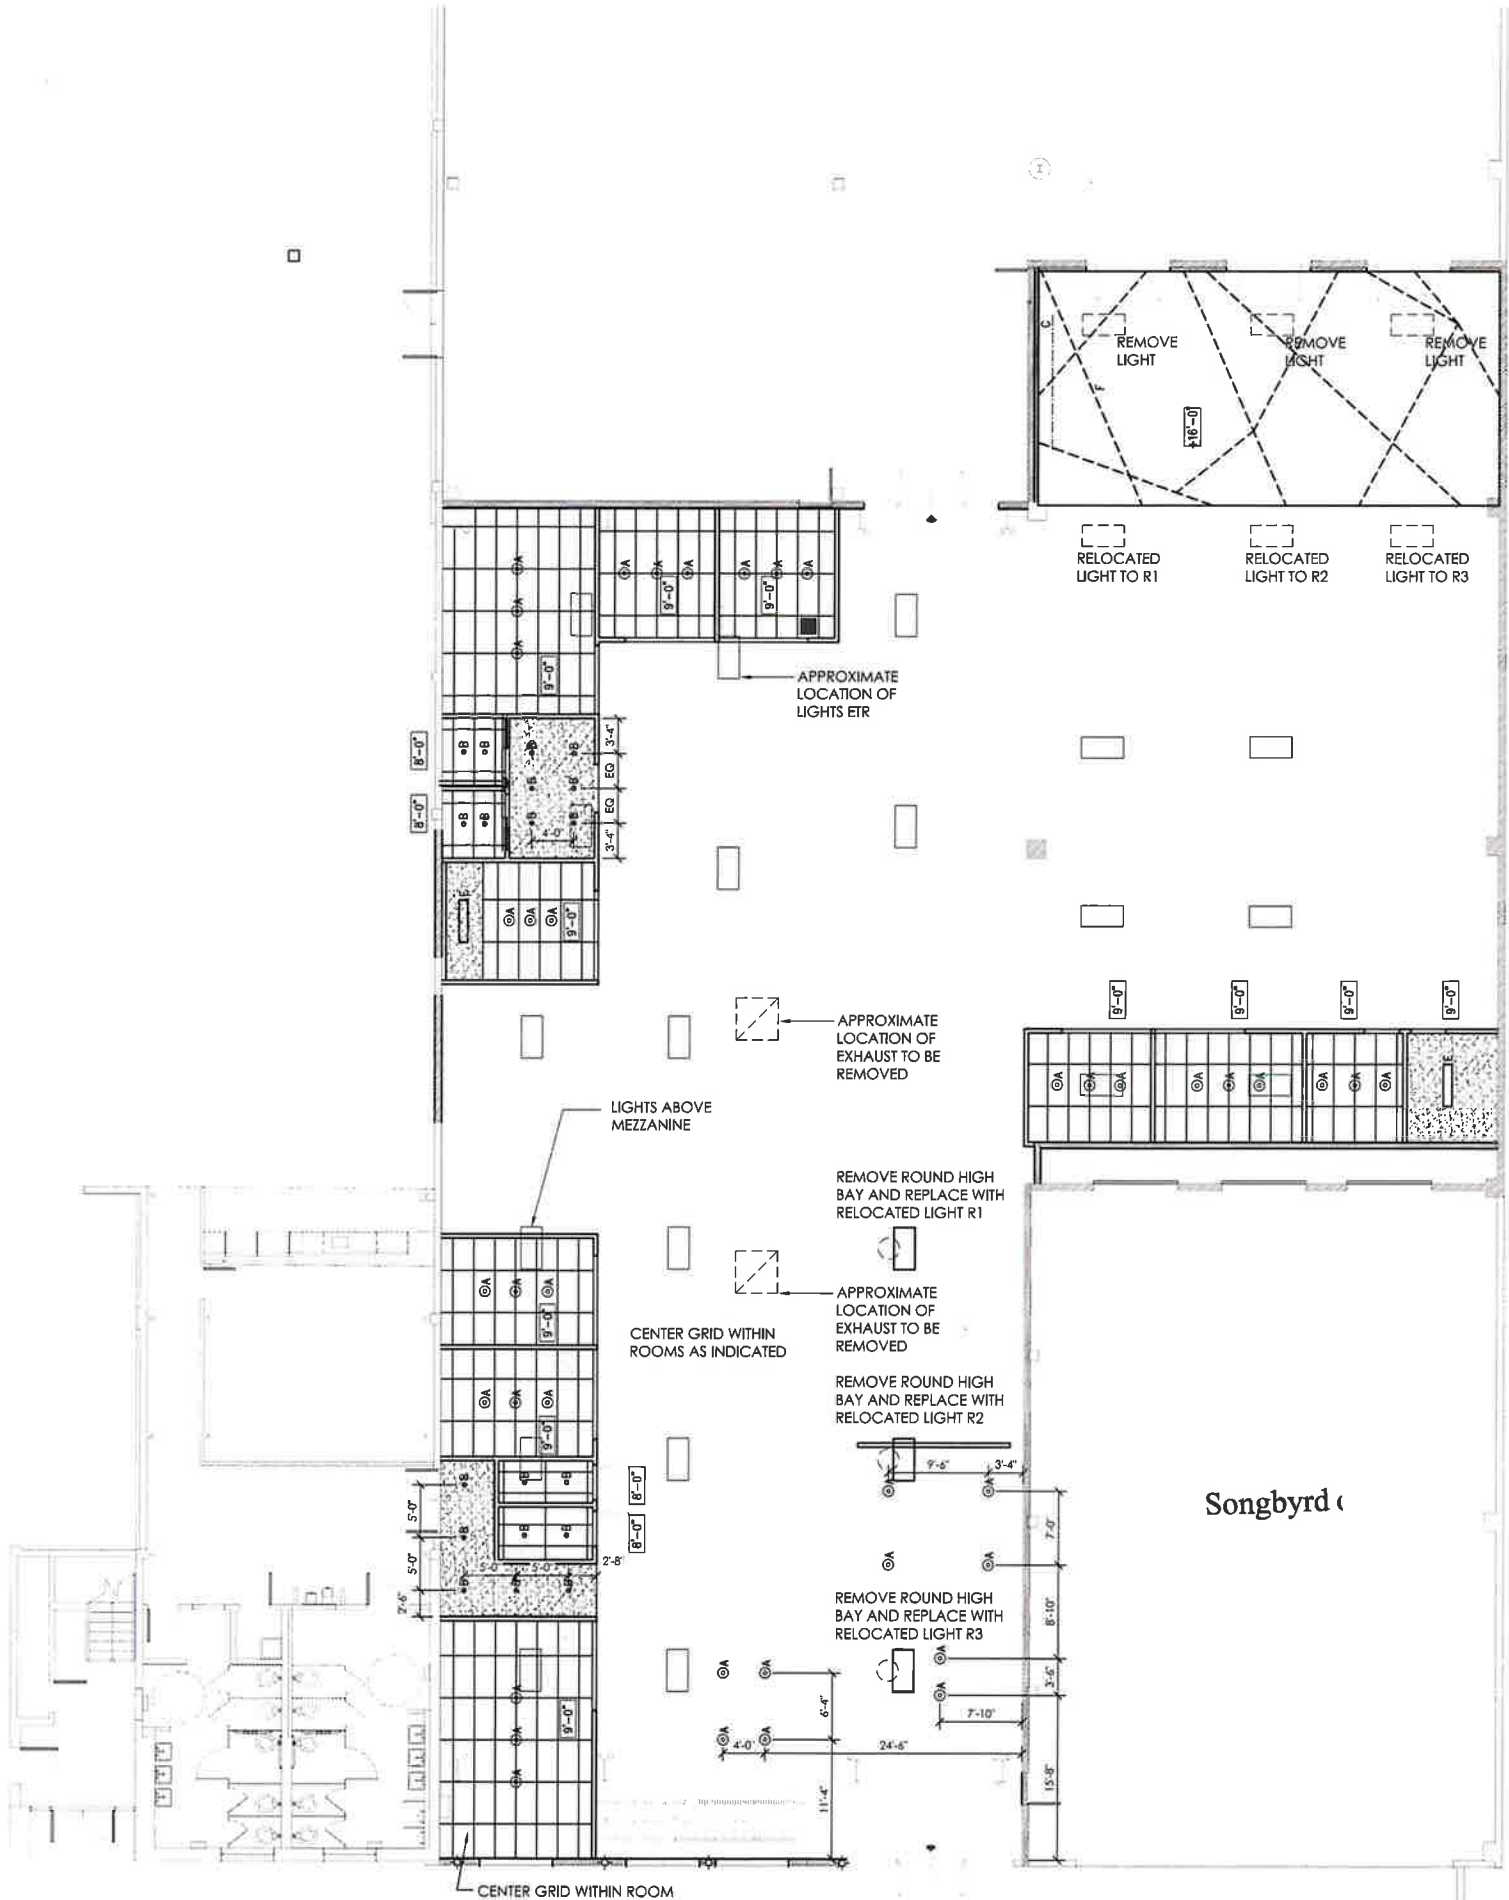 I
C
REMOVE
LIGHT
REMOVE
LIGHT
REMOVE
LIGHT
F
+16'-0"
RELOCATED
LIGHT TO R1
RELOCATED
LIGHT TO R2
RELOCATED
LIGHT TO R3
A
A
A
A
A
A
A
A
A
9'-0"
9'-0"
9'-0"
APPROXIMATE
LOCATION OF
LIGHTS ETR
8'-0"
8'-0"
B
B
B
B
B
B
B
B
B
B
3'-4"
EQ
EQ
3'-4"
4'-0"
E
A
A
A
9'-0"
9'-0"
9'-0"
9'-0"
9'-0"
APPROXIMATE
LOCATION OF
EXHAUST TO BE
REMOVED
A
A
A
A
A
A
A
A
A
E
LIGHTS ABOVE
MEZZANINE
REMOVE ROUND HIGH
BAY AND REPLACE WITH
RELOCATED LIGHT R1
A
A
A
9'-0"
APPROXIMATE
LOCATION OF
EXHAUST TO BE
REMOVED
CENTER GRID WITHIN
ROOMS AS INDICATED
REMOVE ROUND HIGH
BAY AND REPLACE WITH
RELOCATED LIGHT R2
A
A
A
9'-0"
9'-6"
3'-4"
B
B
B
8'-0"
A
A
Songbyrd
5'-0"
B
B
B
8'-0"
7'-0"
5'-0"
5'-0"
5'-0"
2'-8"
A
A
B
B
B
2'-6"
REMOVE ROUND HIGH
BAY AND REPLACE WITH
RELOCATED LIGHT R3
8'-10"
A
A
A
3'-6"
A
A
6'-4"
7'-10"
9'-0"
A
A
A
4'-0"
24'-6"
A
11'-4"
15'-8"
CENTER GRID WITHIN ROOM